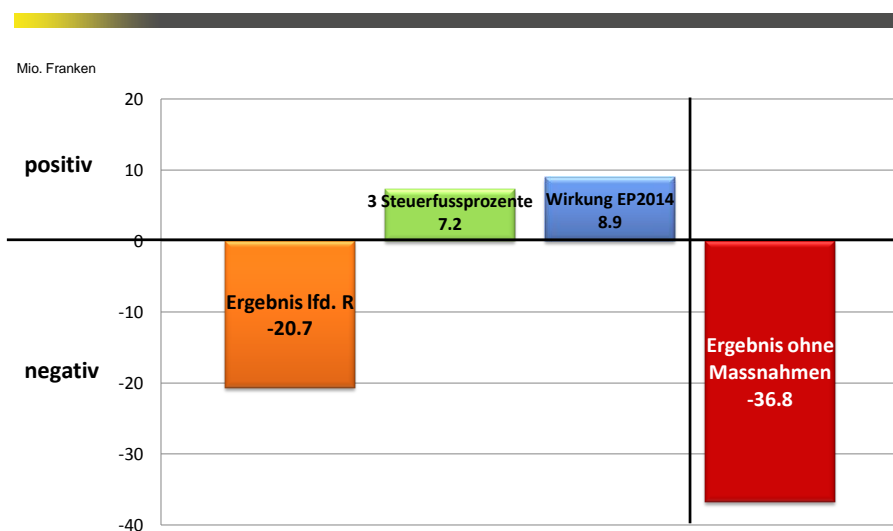 Mio. Franken
20
positiv
10
3 Steuerfussprozente
7.2
Wirkung EP2014
8.9
0
Ergebnis lfd. R
-20.7
-10
negativ
-20
Ergebnis ohne
Massnahmen
-36.8
-30
-40